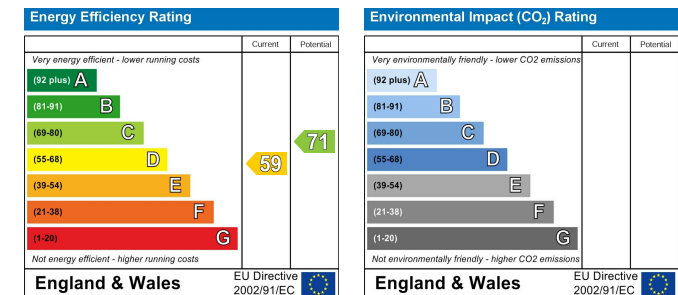 Energy Efficiency Rating
Current Potential
Very energy efficient - lower running costs
(92 plus) A
(81-91) B
(69-80) C
(55-68) D
(39-54) E
(21-38) F
(1-20) G
59
71
Not energy efficient - higher running costs
England & Wales
EU Directive
2002/91/EC
Environmental Impact (CO₂) Rating
Current Potential
Very environmentally friendly - lower CO2 emissions
(92 plus) A
(81-91) B
(69-80) C
(55-68) D
(39-54) E
(21-38) F
(1-20) G
Not environmentally friendly - higher CO2 emissions
England & Wales
EU Directive
2002/91/EC